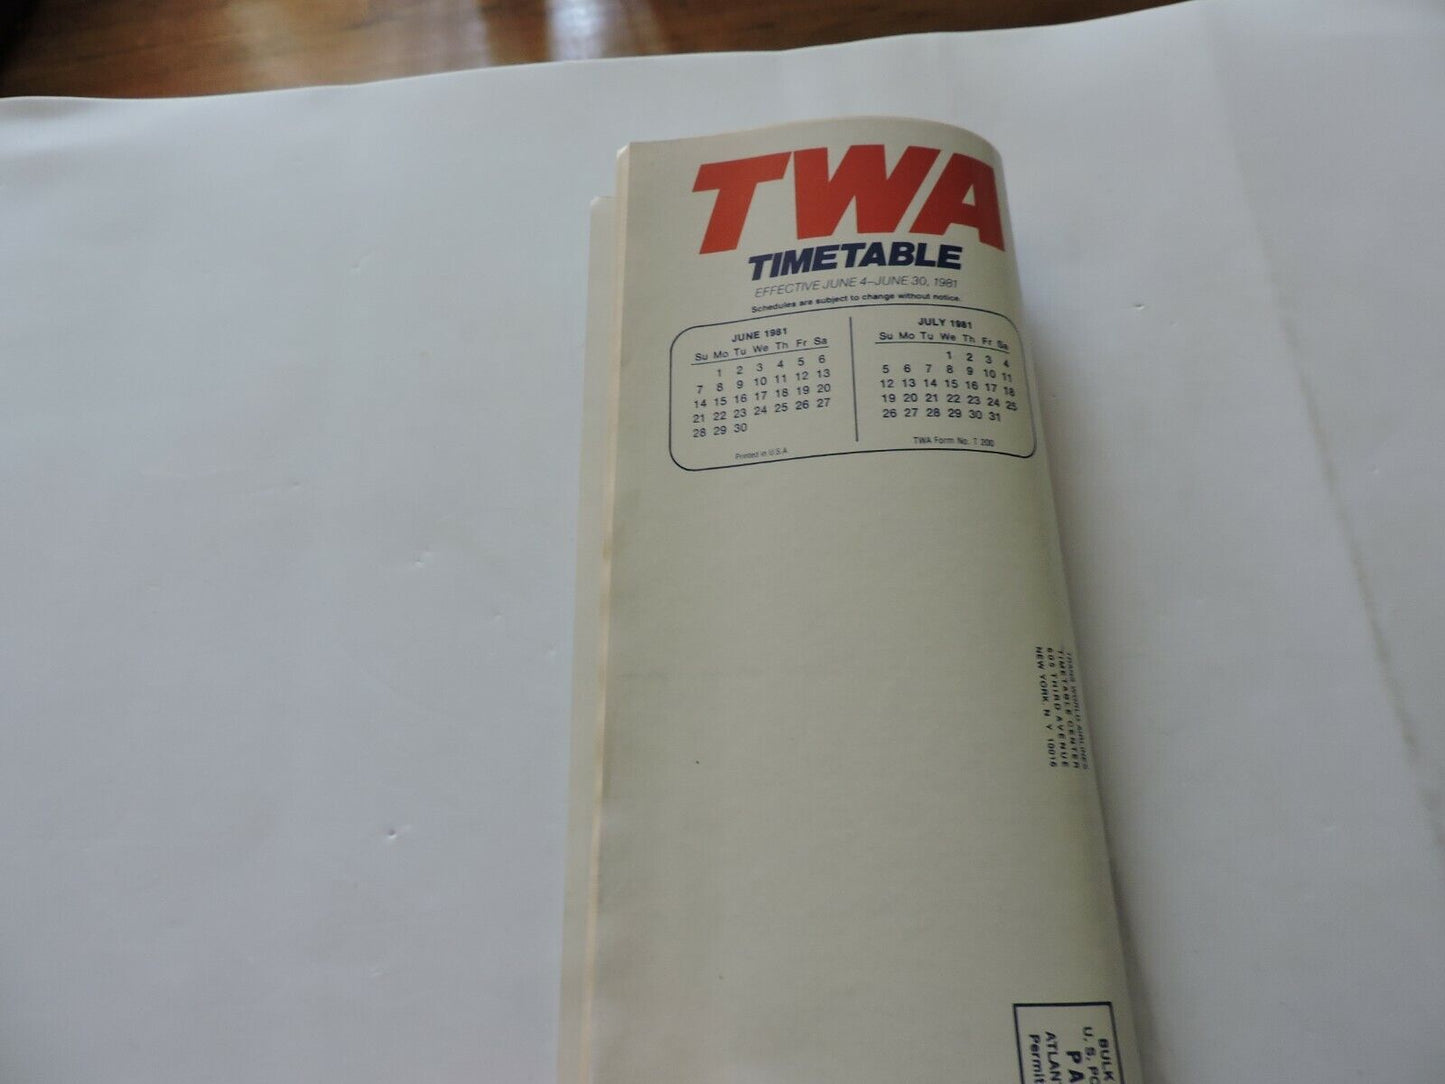 TWA
TIMETABLE
EFFECTIVE JUNE 4–JUNE 30, 1981
Schedules are subject to change without notice.
JUNE 1981
Su Mo Tu We Th Fr Sa
1 2 3 4 5 6
7 8 9 10 11 12 13
14 15 16 17 18 19 20
21 22 23 24 25 26 27
28 29 30
Printed in U.S.A
JULY 1981
Su Mo Tu We Th Fr Sa
1 2 3 4
5 6 7 8 9 10 11
12 13 14 15 16 17 18
19 20 21 22 23 24 25
26 27 28 29 30 31
TWA Form No. T 200
TRANS WORLD AIRLINES
TIMETABLE CENTER
605 THIRD AVENUE
NEW YORK, N Y 10016
BULK
U. S. PO
PA
ATLAN
Permit